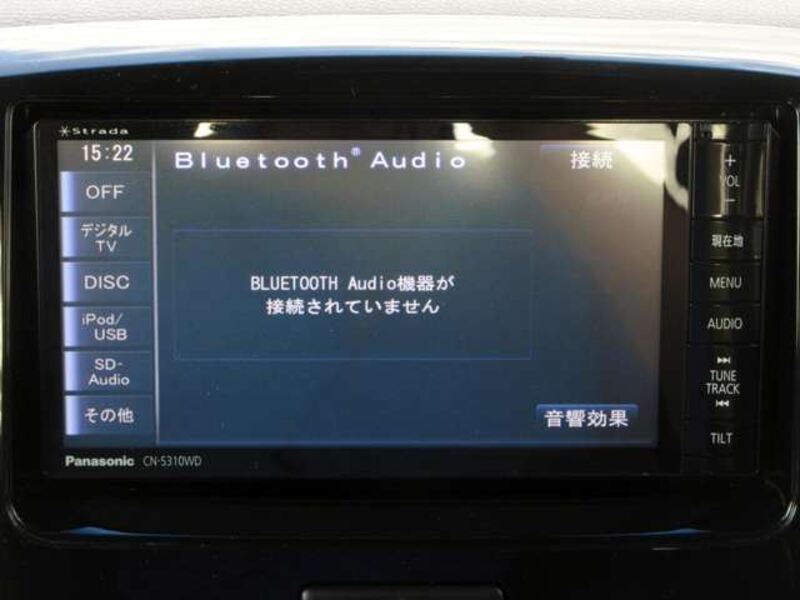 Strada
15:22
Bluetooth® Audio
接続
OFF
デジタル
TV
DISC
iPod/
USB
SD-
Audio
その他
BLUETOOTH Audio機器が
接続されていません
音響効果
+
VOL
−
現在地
MENU
AUDIO
TUNE
TRACK
TILT
Panasonic CN-S310WD